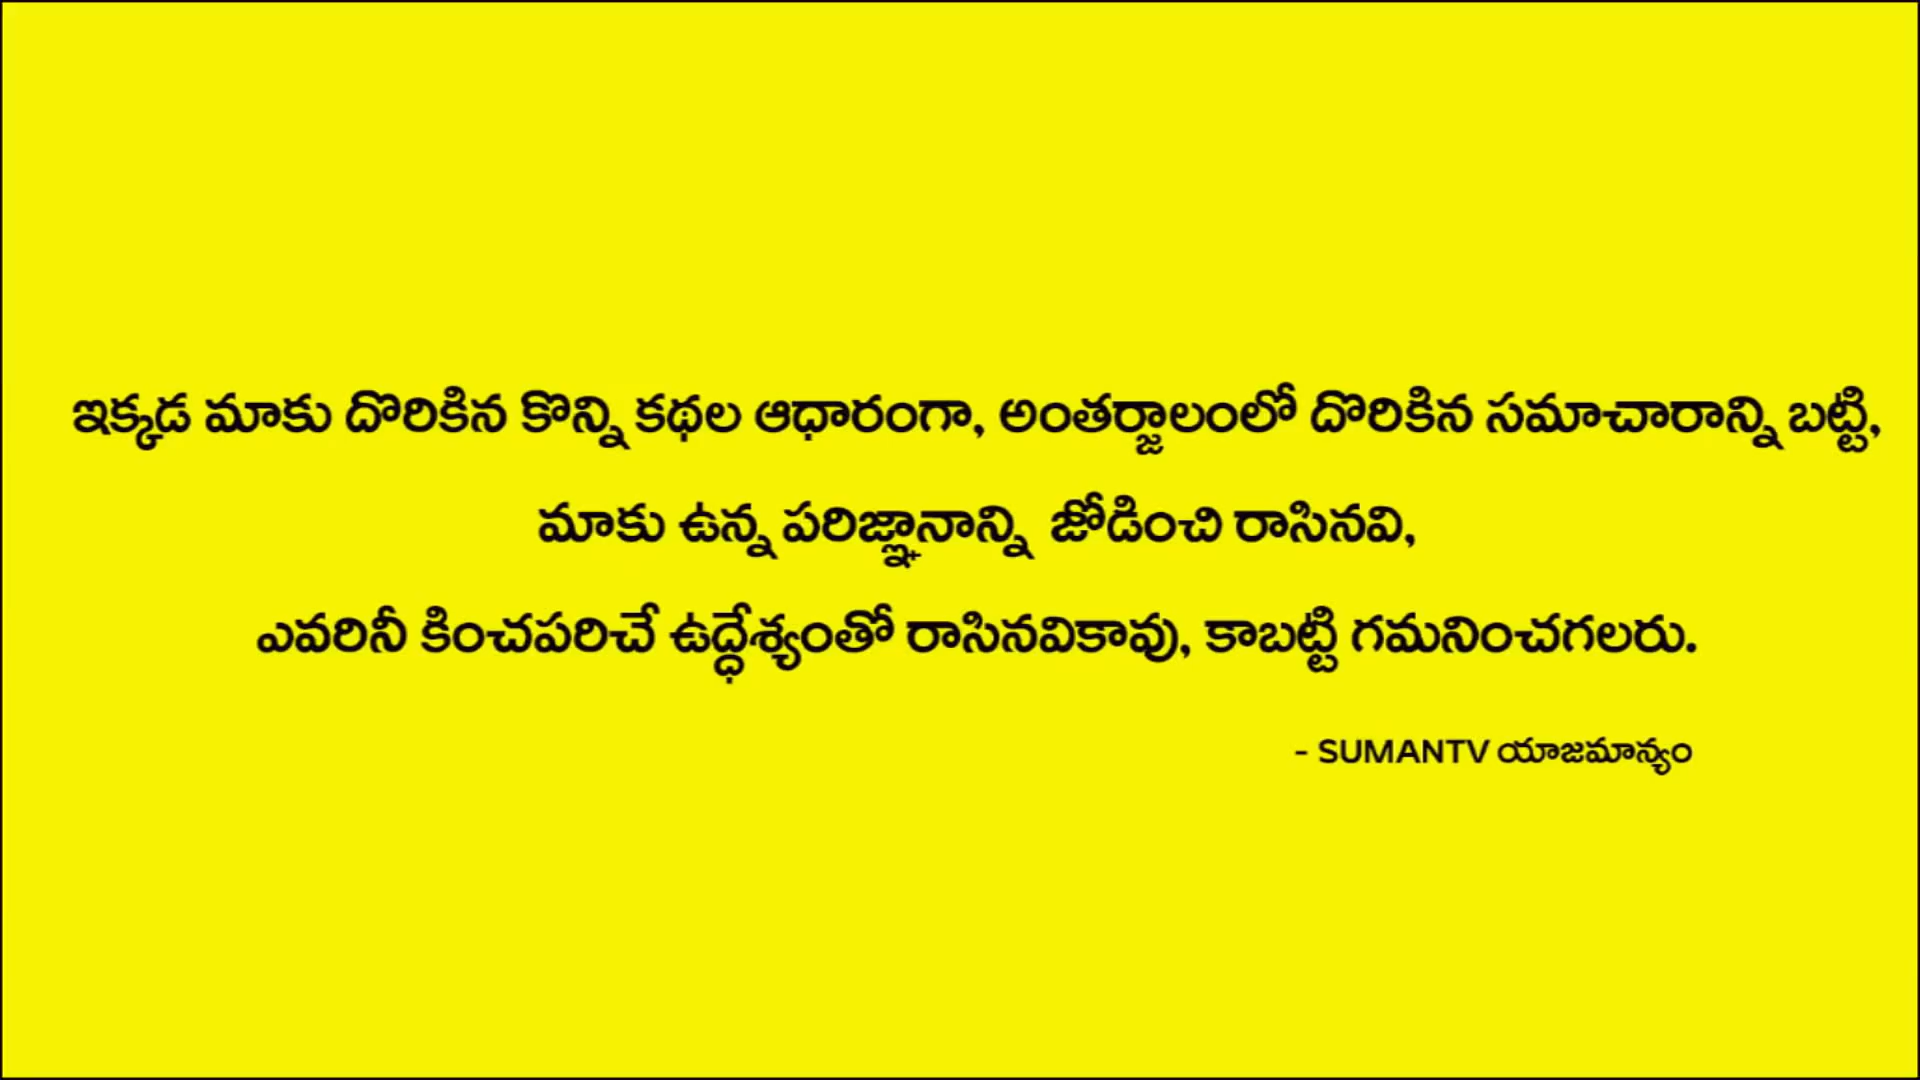 ఇక్కడ మాకు దొరికిన కొన్ని కథల ఆధారంగా, అంతర్జాలంలో దొరికిన సమాచారాన్ని బట్టి,
మాకు ఉన్న పరిజ్ఞానాన్ని జోడించి రాసినవి,
ఎవరినీ కించపరిచే ఉద్ధేశ్యంతో రాసినవికావు, కాబట్టి గమనించగలరు.
- SUMANTV యాజమాన్యం